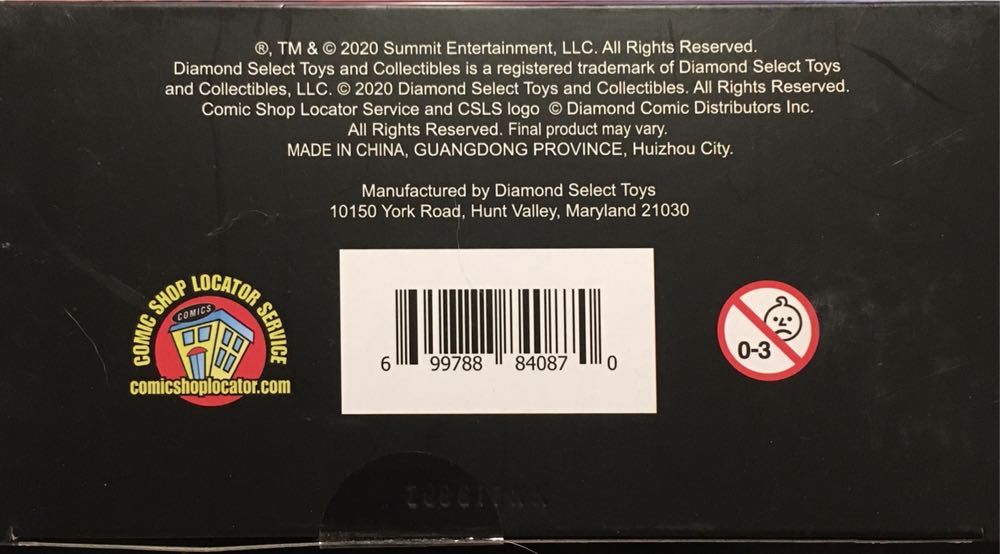 ®, TM & © 2020 Summit Entertainment, LLC. All Rights Reserved.
Diamond Select Toys and Collectibles is a registered trademark of Diamond Select Toys
and Collectibles, LLC. © 2020 Diamond Select Toys and Collectibles. All Rights Reserved.
Comic Shop Locator Service and CSLS logo © Diamond Comic Distributors Inc.
All Rights Reserved. Final product may vary.
MADE IN CHINA, GUANGDONG PROVINCE, Huizhou City.
Manufactured by Diamond Select Toys
10150 York Road, Hunt Valley, Maryland 21030
COMIC SHOP LOCATOR SERVICE
COMICS
comicshoplocator.com
6 99788 84087 0
0-3